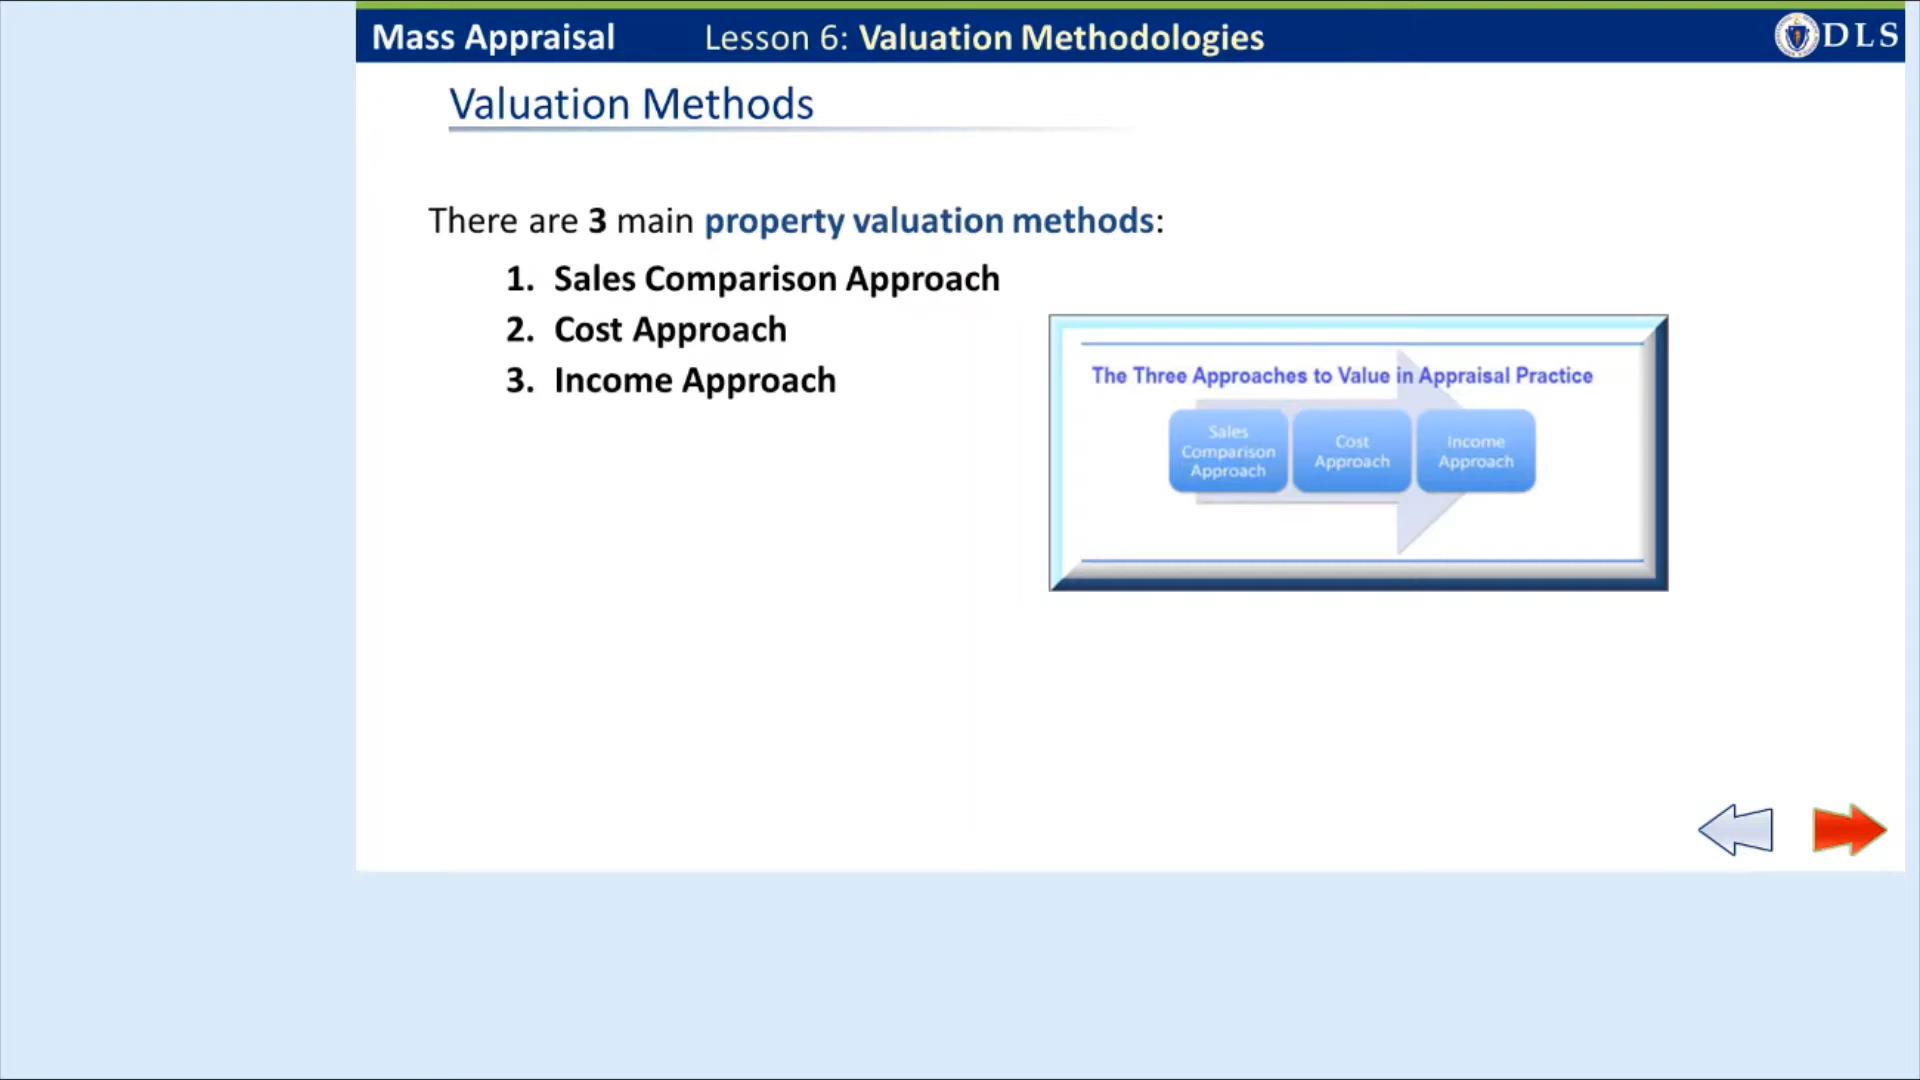 Mass Appraisal
Lesson 6: Valuation Methodologies
DLS
Valuation Methods
There are 3 main property valuation methods:
1. Sales Comparison Approach
2. Cost Approach
3. Income Approach
The Three Approaches to Value in Appraisal Practice
Sales
Comparison
Approach
Cost
Approach
Income
Approach